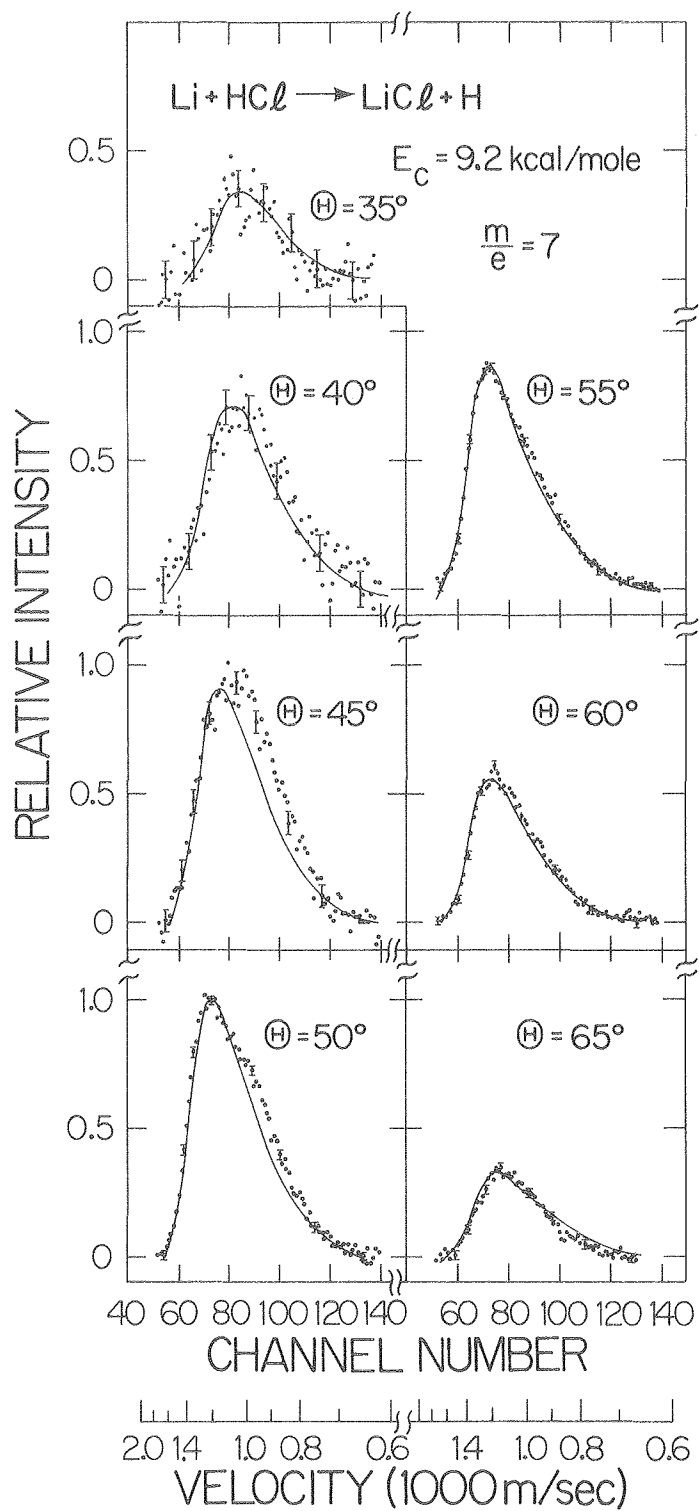 Li + HCl → LiCl + H
E_c = 9.2 kcal/mole
0.5
Ⓗ = 35°
m/e = 7
0
1.0
Ⓗ = 40°
Ⓗ = 55°
0.5
0
1.0
Ⓗ = 45°
Ⓗ = 60°
0.5
0
1.0
Ⓗ = 50°
Ⓗ = 65°
0.5
0
RELATIVE INTENSITY
40 60 80 100 120 140 60 80 100 120 140
CHANNEL NUMBER
2.0 1.4 1.0 0.8 0.6 1.4 1.0 0.8 0.6
VELOCITY (1000 m/sec)